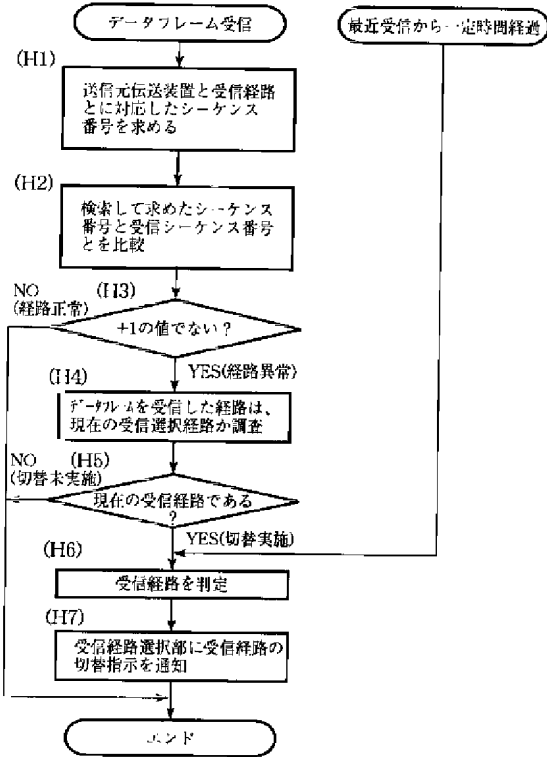 データフレーム受信
最近受信から一定時間経過
(H1)
送信元伝送装置と受信経路
とに対応したシーケンス
番号を求める
(H2)
検索して求めたシーケンス
番号と受信シーケンス番号
とを比較
(H3)
NO
(経路正常)
+1の値でない?
YES(経路異常)
(H4)
データフレームを受信した経路は、
現在の受信選択経路か調査
(H5)
NO
(切替未実施)
現在の受信経路である
?
YES(切替実施)
(H6)
受信経路を判定
(H7)
受信経路選択部に受信経路の
切替指示を通知
エンド